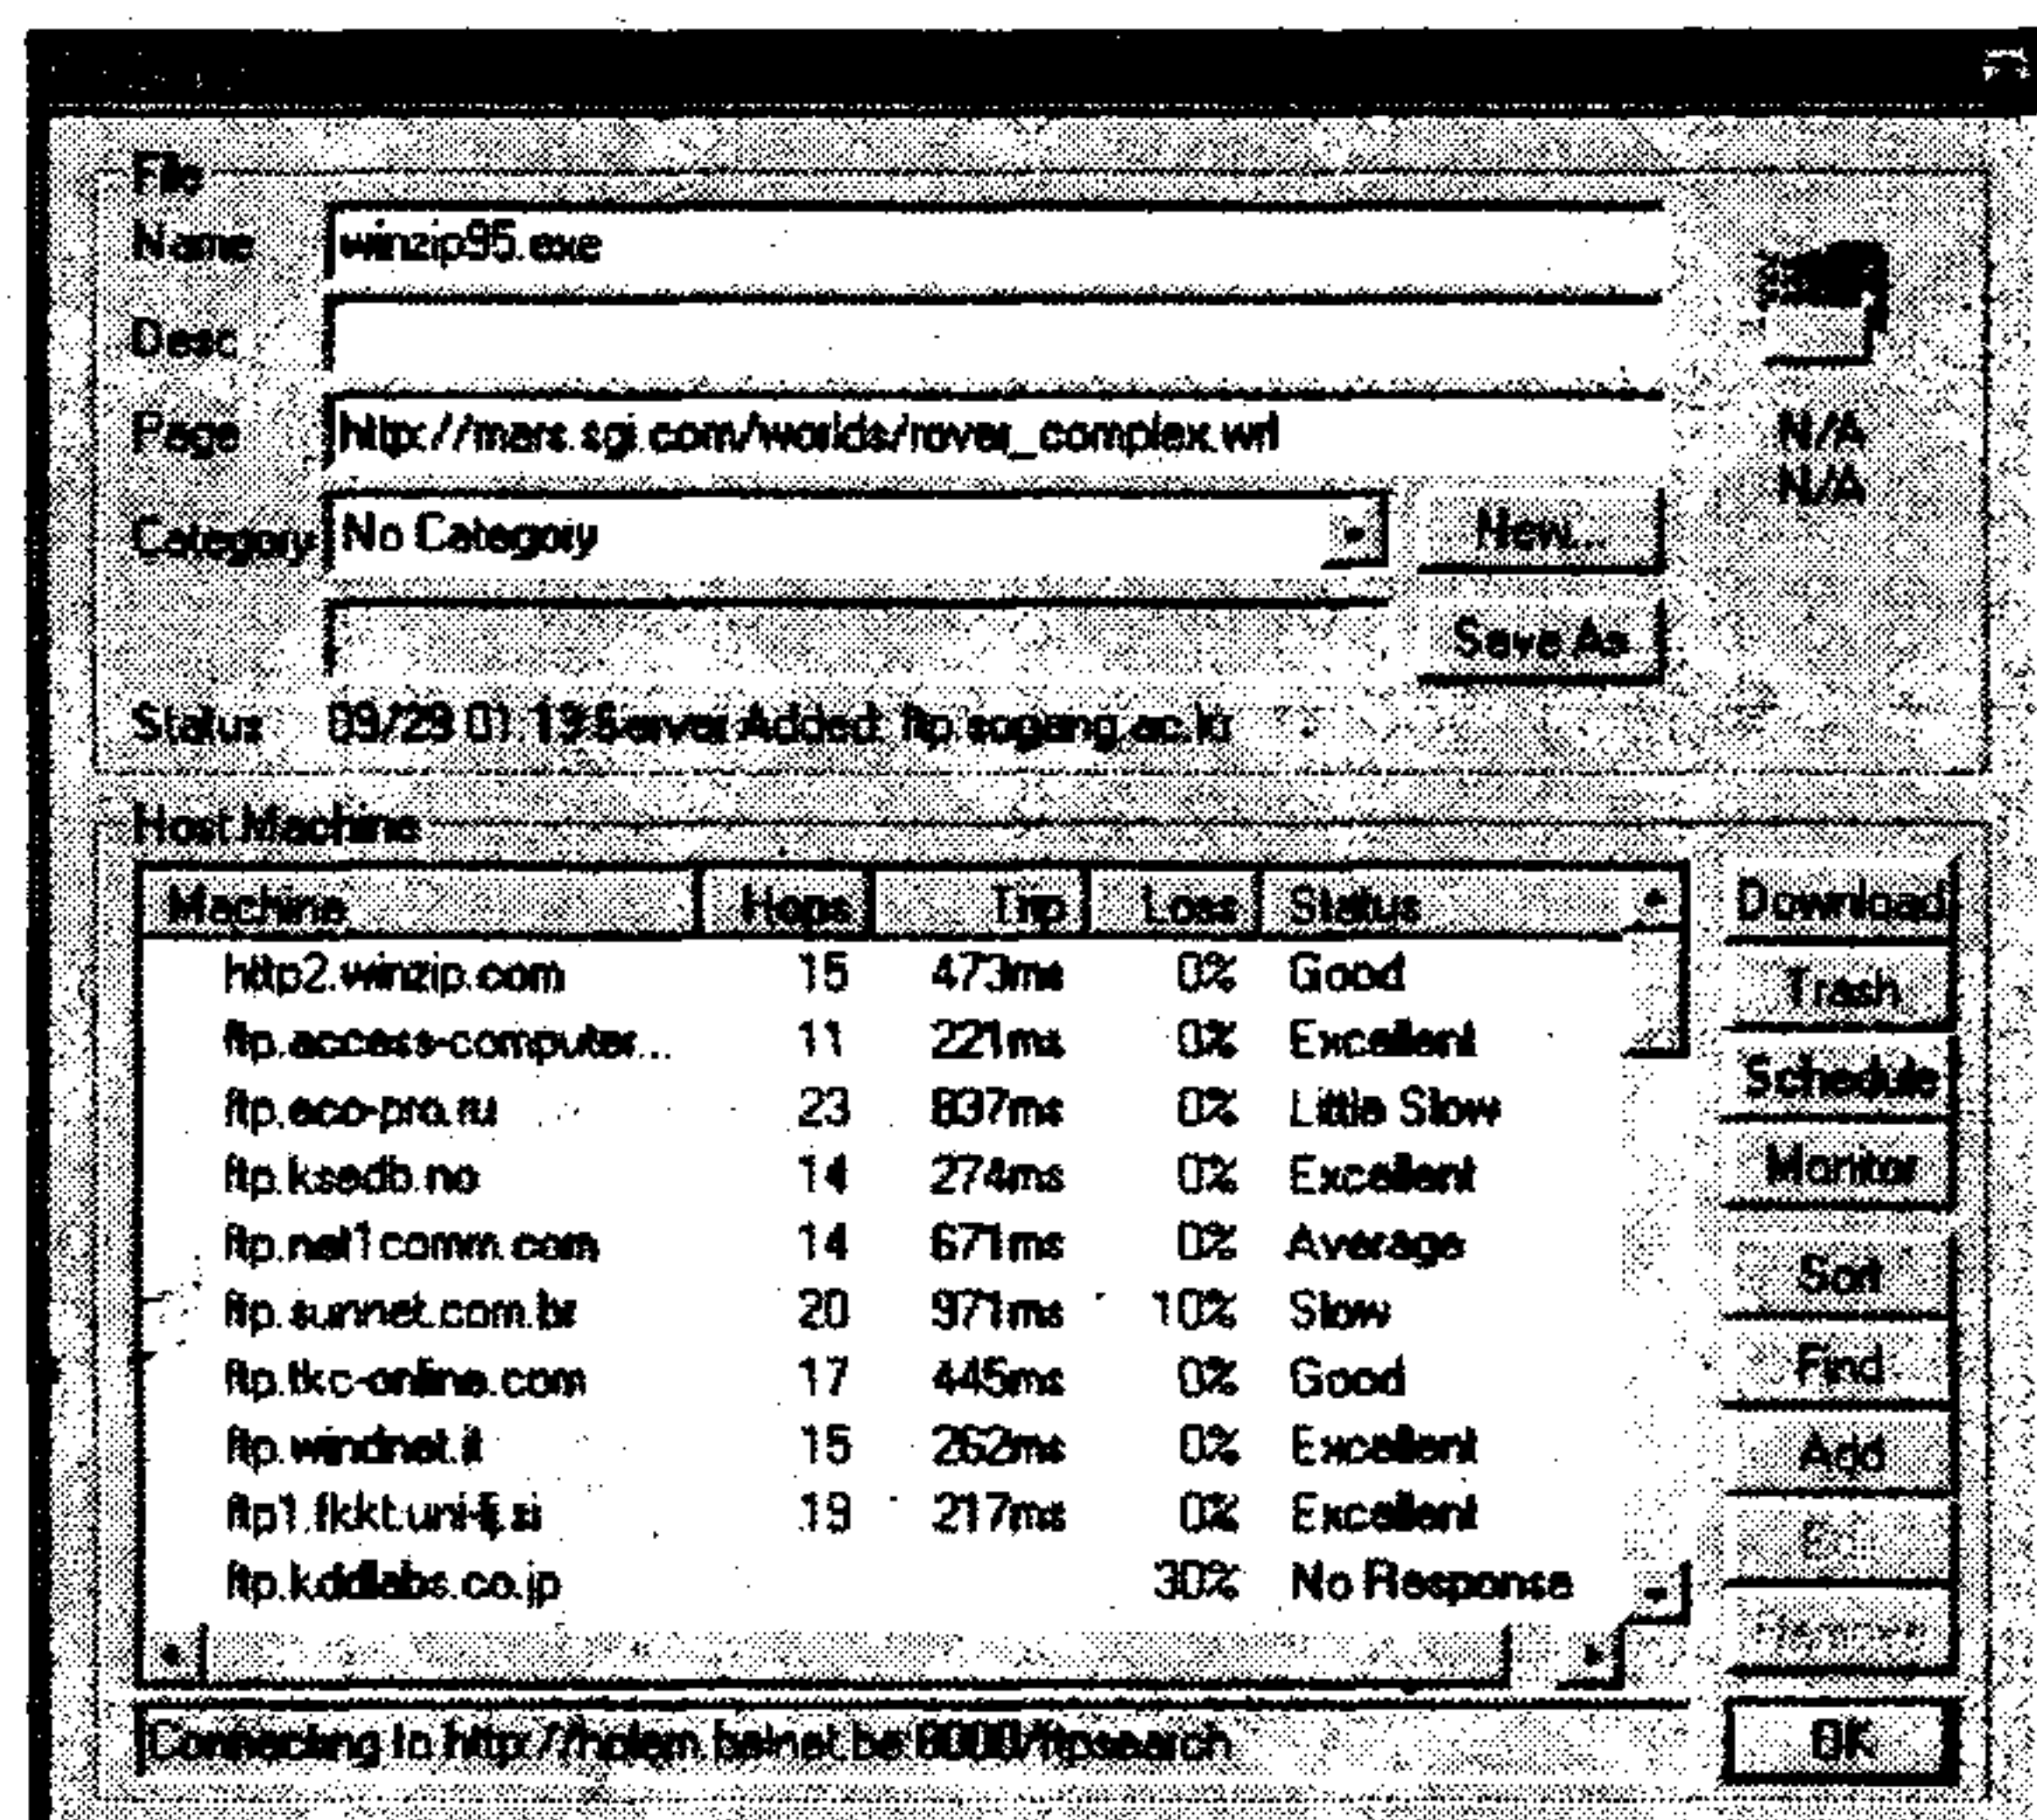 File
Name winzip95.exe
Desc
Page http://mars.sgi.com/worlds/rover_complex.wrl
N/A
N/A
Category No Category New...
Save As
Status 09/29 01:19 Server Added: ftp.sogang.ac.kr
Host Machine
Machine Hops Trip Loss Status
http2.winzip.com 15 473ms 0% Good
ftp.access-computer... 11 221ms 0% Excellent
ftp.eco-pro.ru 23 837ms 0% Little Slow
ftp.ksedb.no 14 274ms 0% Excellent
ftp.net1comm.com 14 671ms 0% Average
ftp.sunnet.com.br 20 971ms 10% Slow
ftp.tkc-online.com 17 445ms 0% Good
ftp.windnet.it 15 262ms 0% Excellent
ftp1.fkkt.uni-lj.si 19 217ms 0% Excellent
ftp.kddlabs.co.jp 30% No Response
Download
Trash
Schedule
Monitor
Sort
Find
Add
Edit
Remove
Connecting to http://holem.belnet.be:8000/ftpsearch
OK